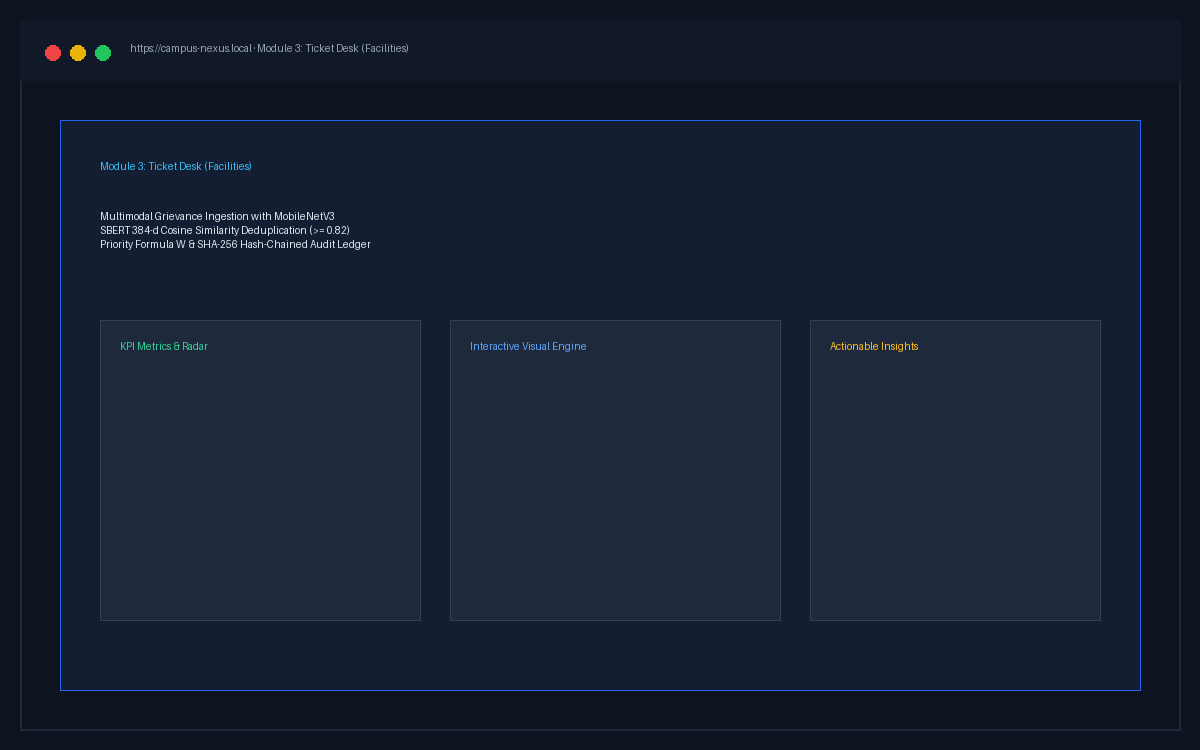 https://campus-nexus.local · Module 3: Ticket Desk (Facilities)
Module 3: Ticket Desk (Facilities)
Multimodal Grievance Ingestion with MobileNetV3
SBERT 384-d Cosine Similarity Deduplication (>= 0.82)
Priority Formula W & SHA-256 Hash-Chained Audit Ledger
KPI Metrics & Radar
Interactive Visual Engine
Actionable Insights